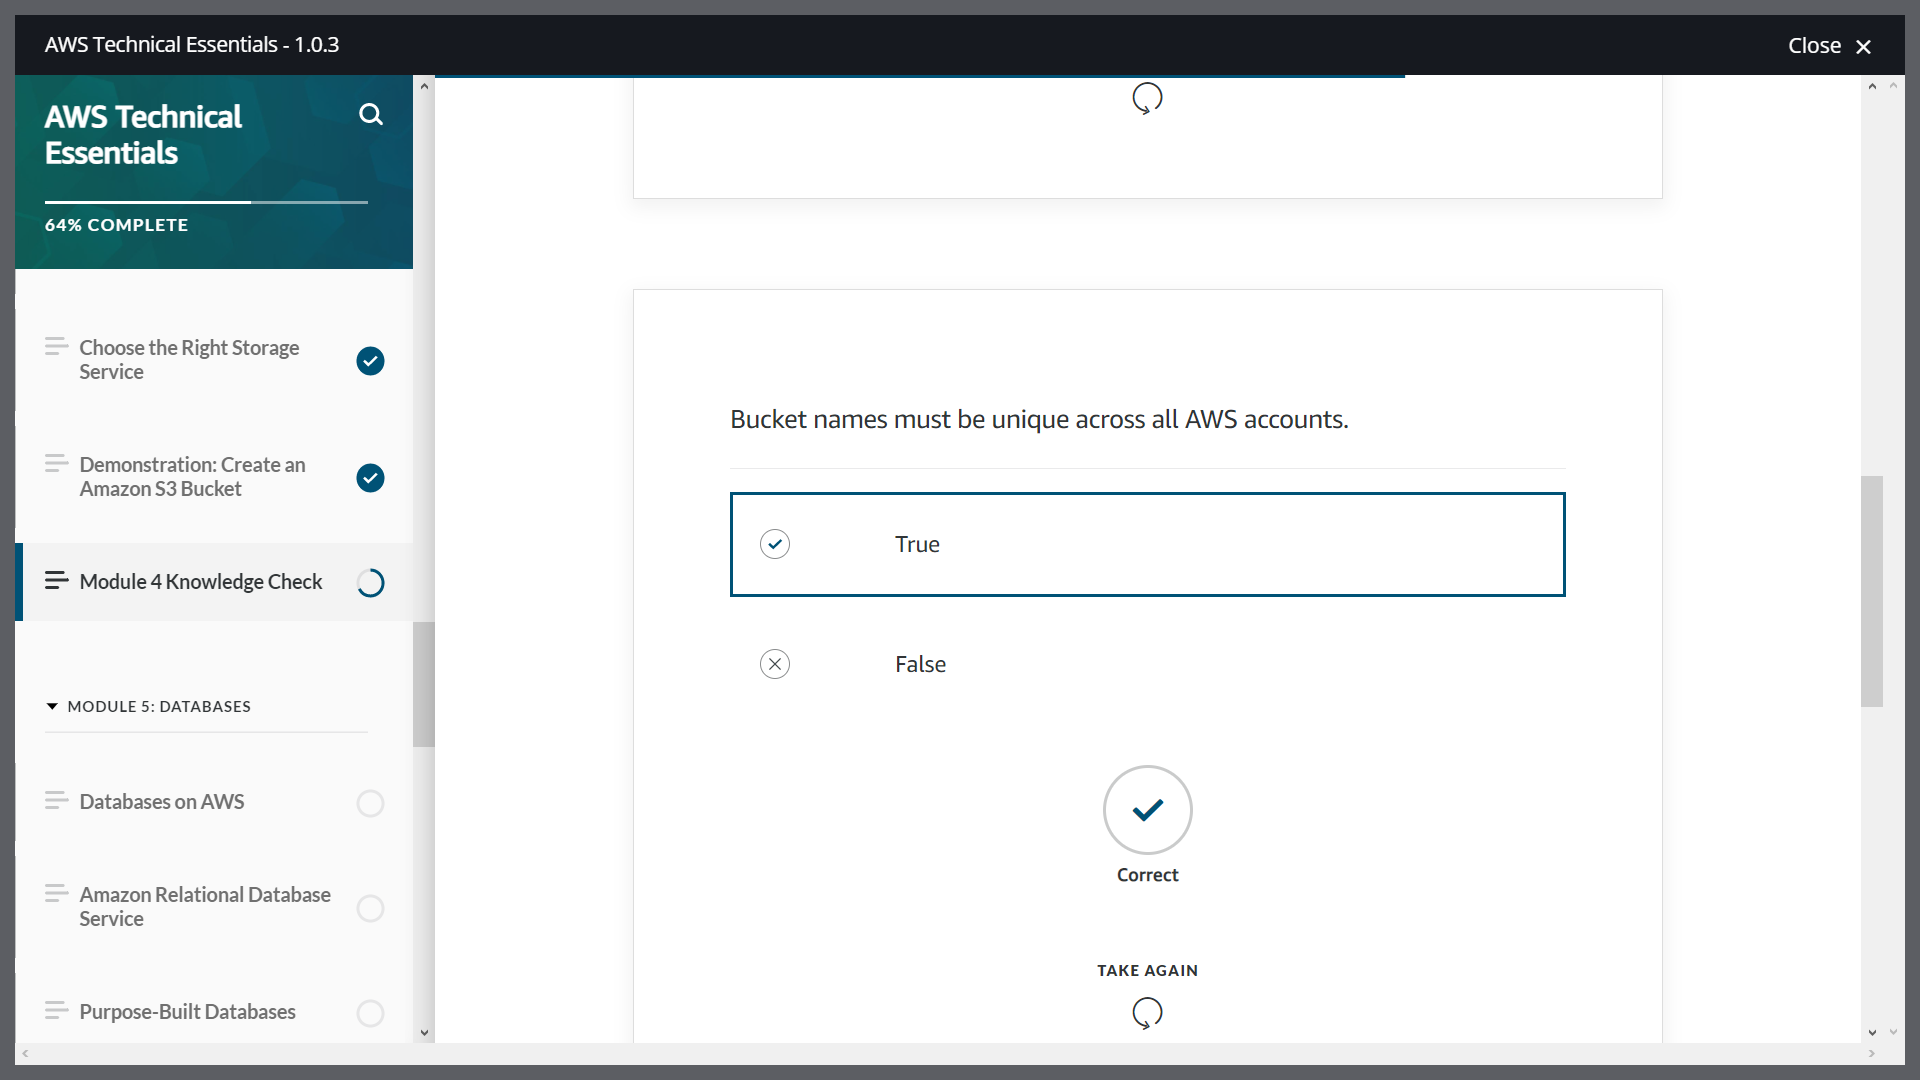 AWS Technical Essentials - 1.0.3
Close
AWS Technical
Essentials
64% COMPLETE
Choose the Right Storage
Service
Demonstration: Create an
Amazon S3 Bucket
Module 4 Knowledge Check
MODULE 5: DATABASES
Databases on AWS
Amazon Relational Database
Service
Purpose-Built Databases
Bucket names must be unique across all AWS accounts.
True
False
Correct
TAKE AGAIN